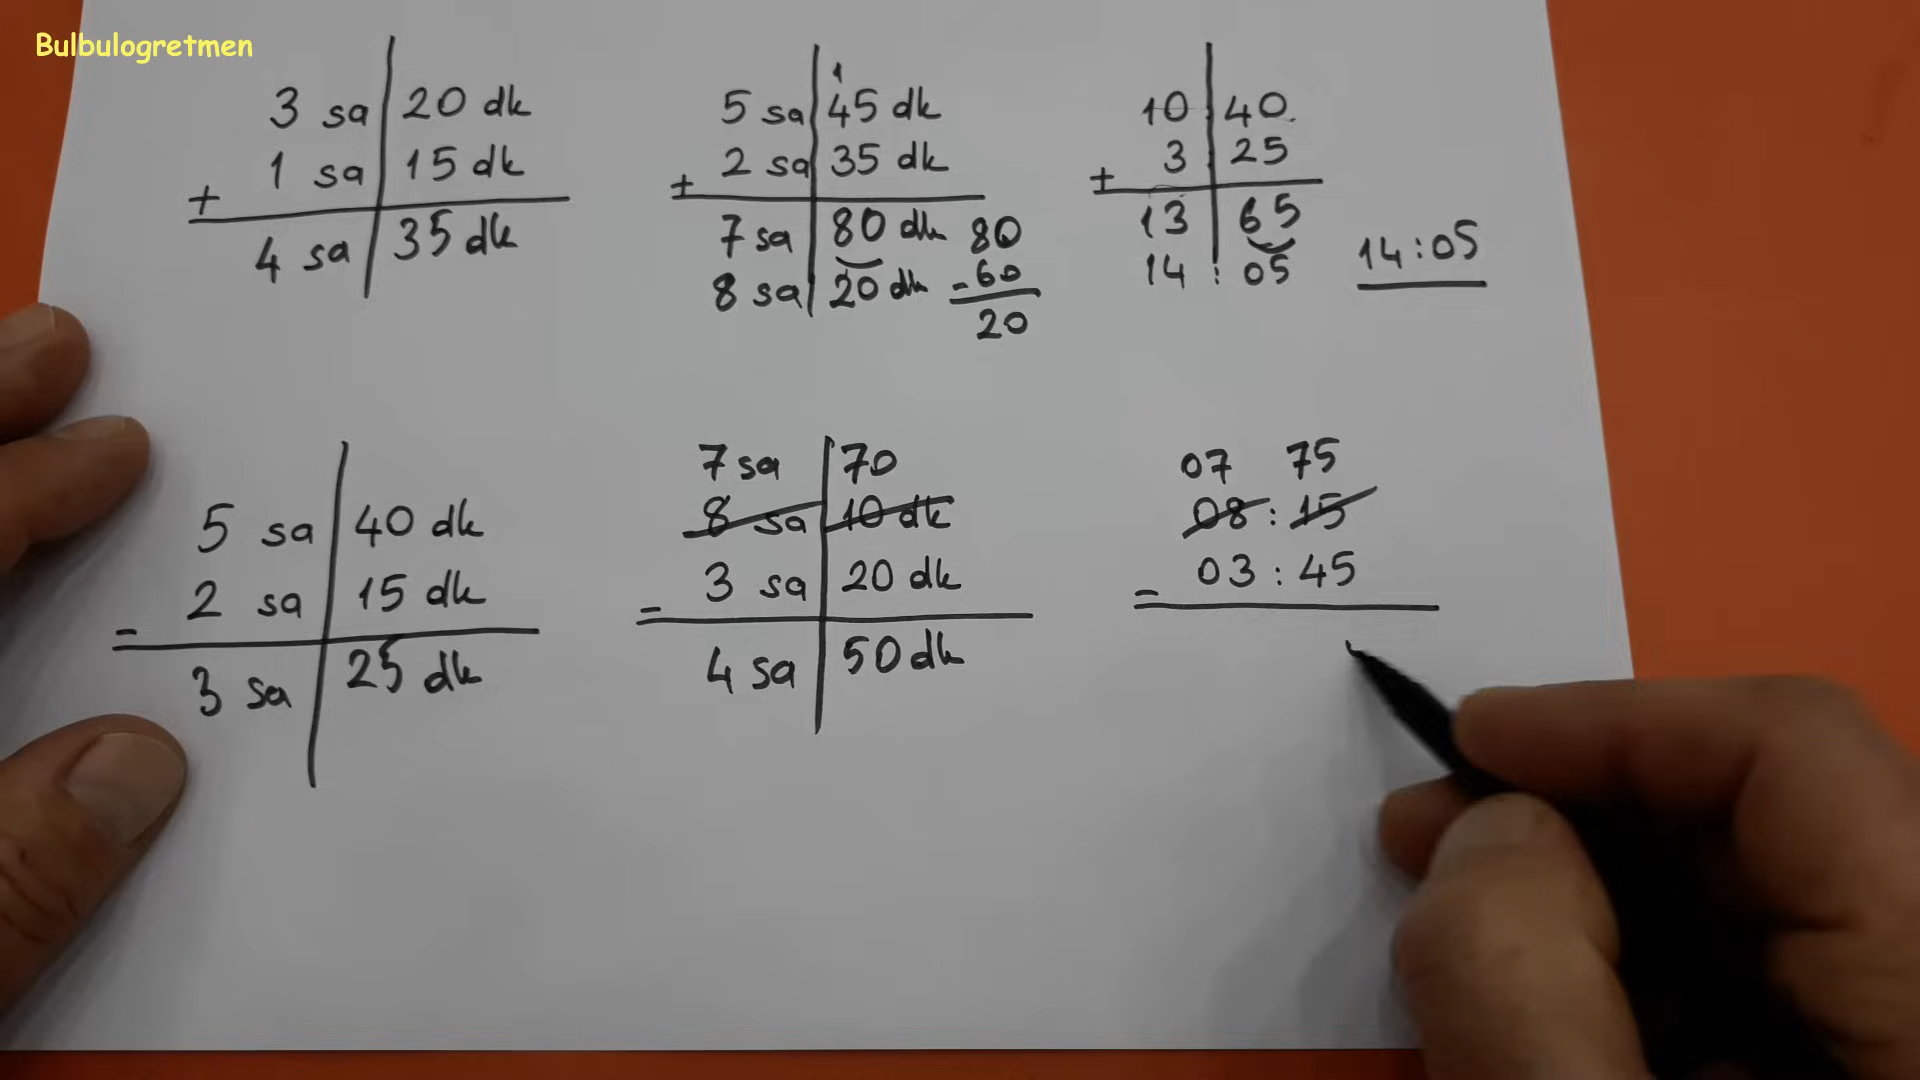 Bulbulogretmen
3 sa 20 dk
1 sa 15 dk
+
4 sa 35 dk
1
5 sa 45 dk
2 sa 35 dk
+
7 sa 80 dk
8 sa 20 dk
80
- 60
20
10 : 40
3 : 25
+
13 65
14 : 05
14:05
5 sa 40 dk
2 sa 15 dk
-
3 sa 25 dk
7 sa 70
8 sa 10 dk
3 sa 20 dk
-
4 sa 50 dk
07 75
08 : 15
03 : 45
-